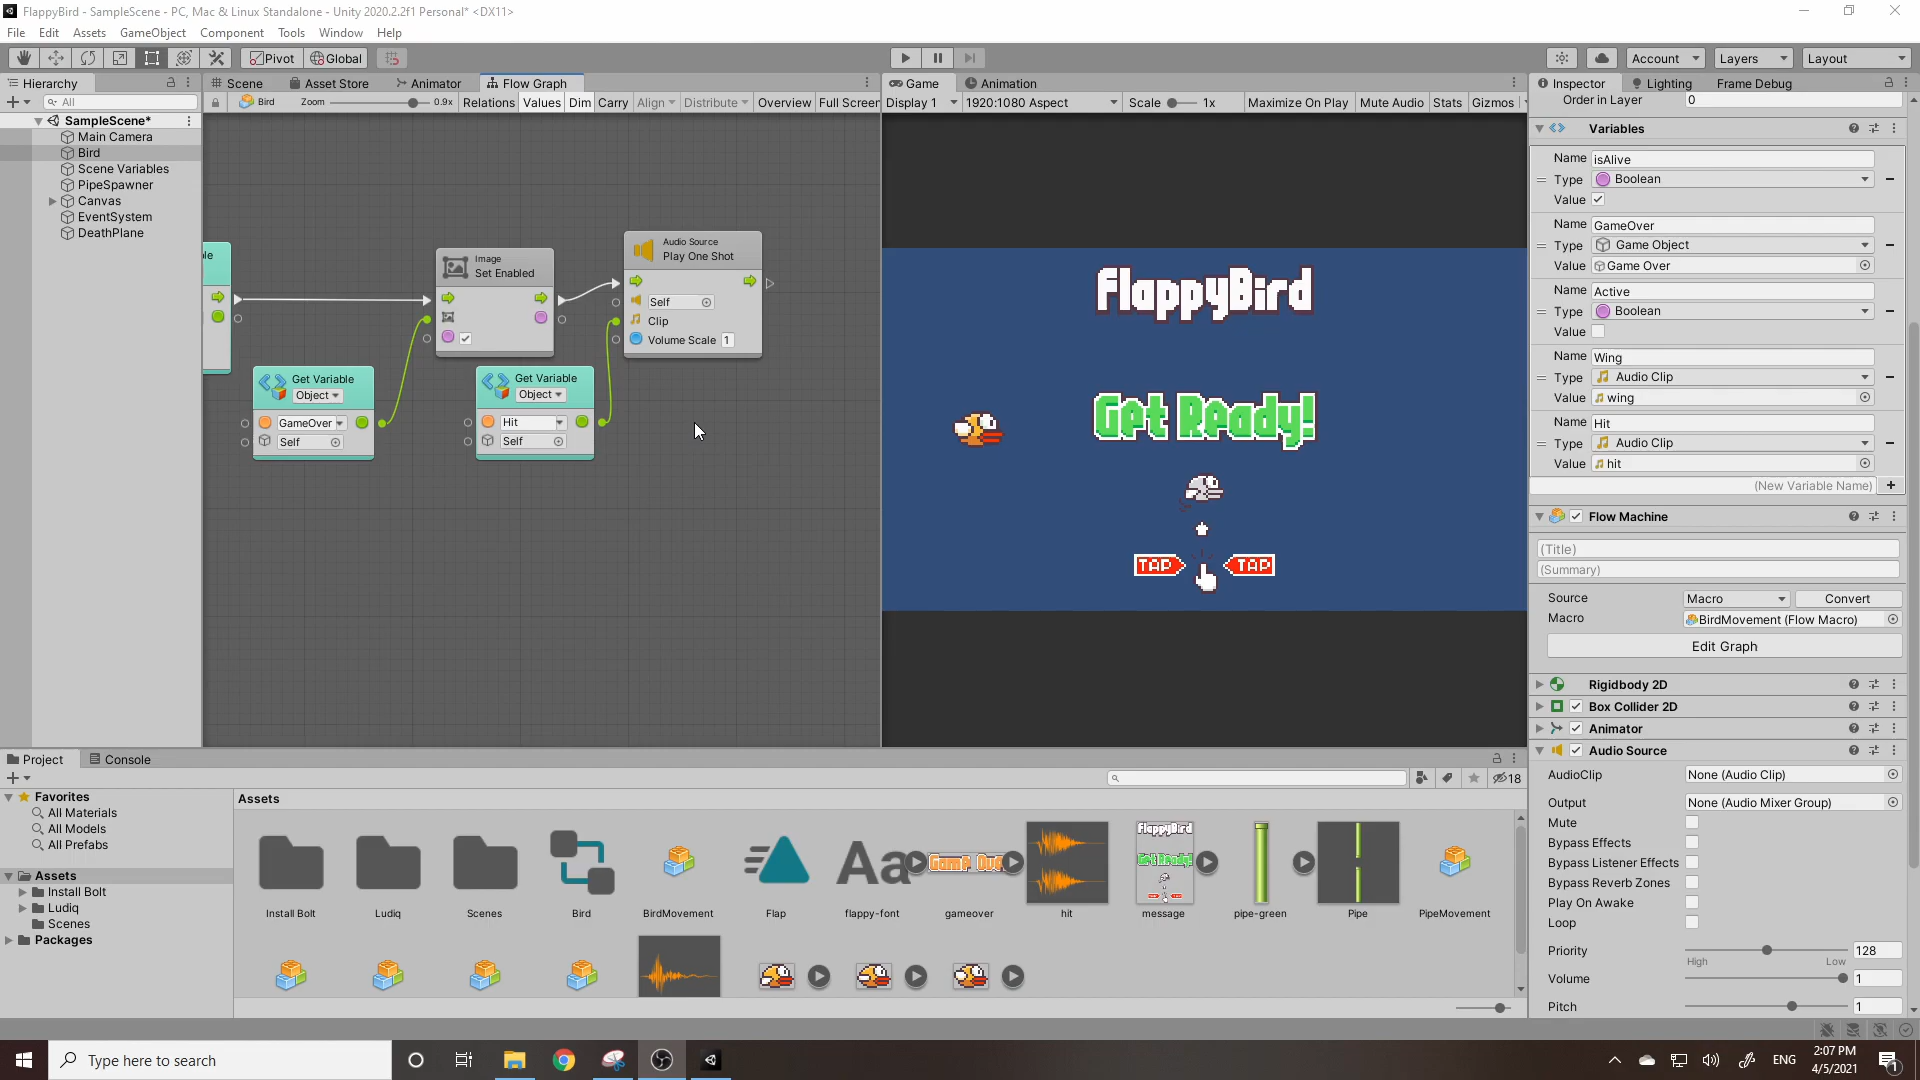 FlappyBird - SampleScene - PC, Mac & Linux Standalone - Unity 2020.2.2f1 Personal* <DX11>
File Edit Assets GameObject Component Tools Window Help
Pivot Global Account Layers Layout
Hierarchy Scene Asset Store Animator Flow Graph Game Animation Inspector Lighting Frame Debug
All Bird Zoom 0.9x Relations Values Dim Carry Align Distribute Overview Full Screen Display 1 1920:1080 Aspect Scale 1x Maximize On Play Mute Audio Stats Gizmos Order in Layer 0
SampleScene*
Main Camera
Bird
Scene Variables
PipeSpawner
Canvas
EventSystem
DeathPlane
Image
Set Enabled
Audio Source
Play One Shot
Self
Clip
Volume Scale 1
Get Variable
Object
GameOver
Self
Get Variable
Object
Hit
Self
FlappyBird
Get Ready!
TAP TAP
Variables
Name isAlive
Type Boolean
Value
Name GameOver
Type Game Object
Value Game Over
Name Active
Type Boolean
Value
Name Wing
Type Audio Clip
Value wing
Name Hit
Type Audio Clip
Value hit
(New Variable Name)
Flow Machine
(Title)
(Summary)
Source Macro Convert
Macro BirdMovement (Flow Macro)
Edit Graph
Rigidbody 2D
Box Collider 2D
Animator
Audio Source
AudioClip None (Audio Clip)
Output None (Audio Mixer Group)
Mute
Bypass Effects
Bypass Listener Effects
Bypass Reverb Zones
Play On Awake
Loop
Priority 128
High Low
Volume 1
Pitch 1
Project Console
18
Favorites
All Materials
All Models
All Prefabs
Assets
Install Bolt
Ludiq
Scenes
Packages
Assets
Aa
Game Over
FlappyBird
Get Ready!
Install Bolt Ludiq Scenes Bird BirdMovement Flap flappy-font gameover hit message pipe-green Pipe PipeMovement
Type here to search
ENG
2:07 PM
4/5/2021
1